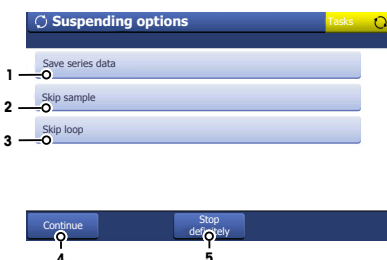 Suspending options
Tasks
Save series data
1
Skip sample
2
Skip loop
3
Continue
Stop
definitely
4
5